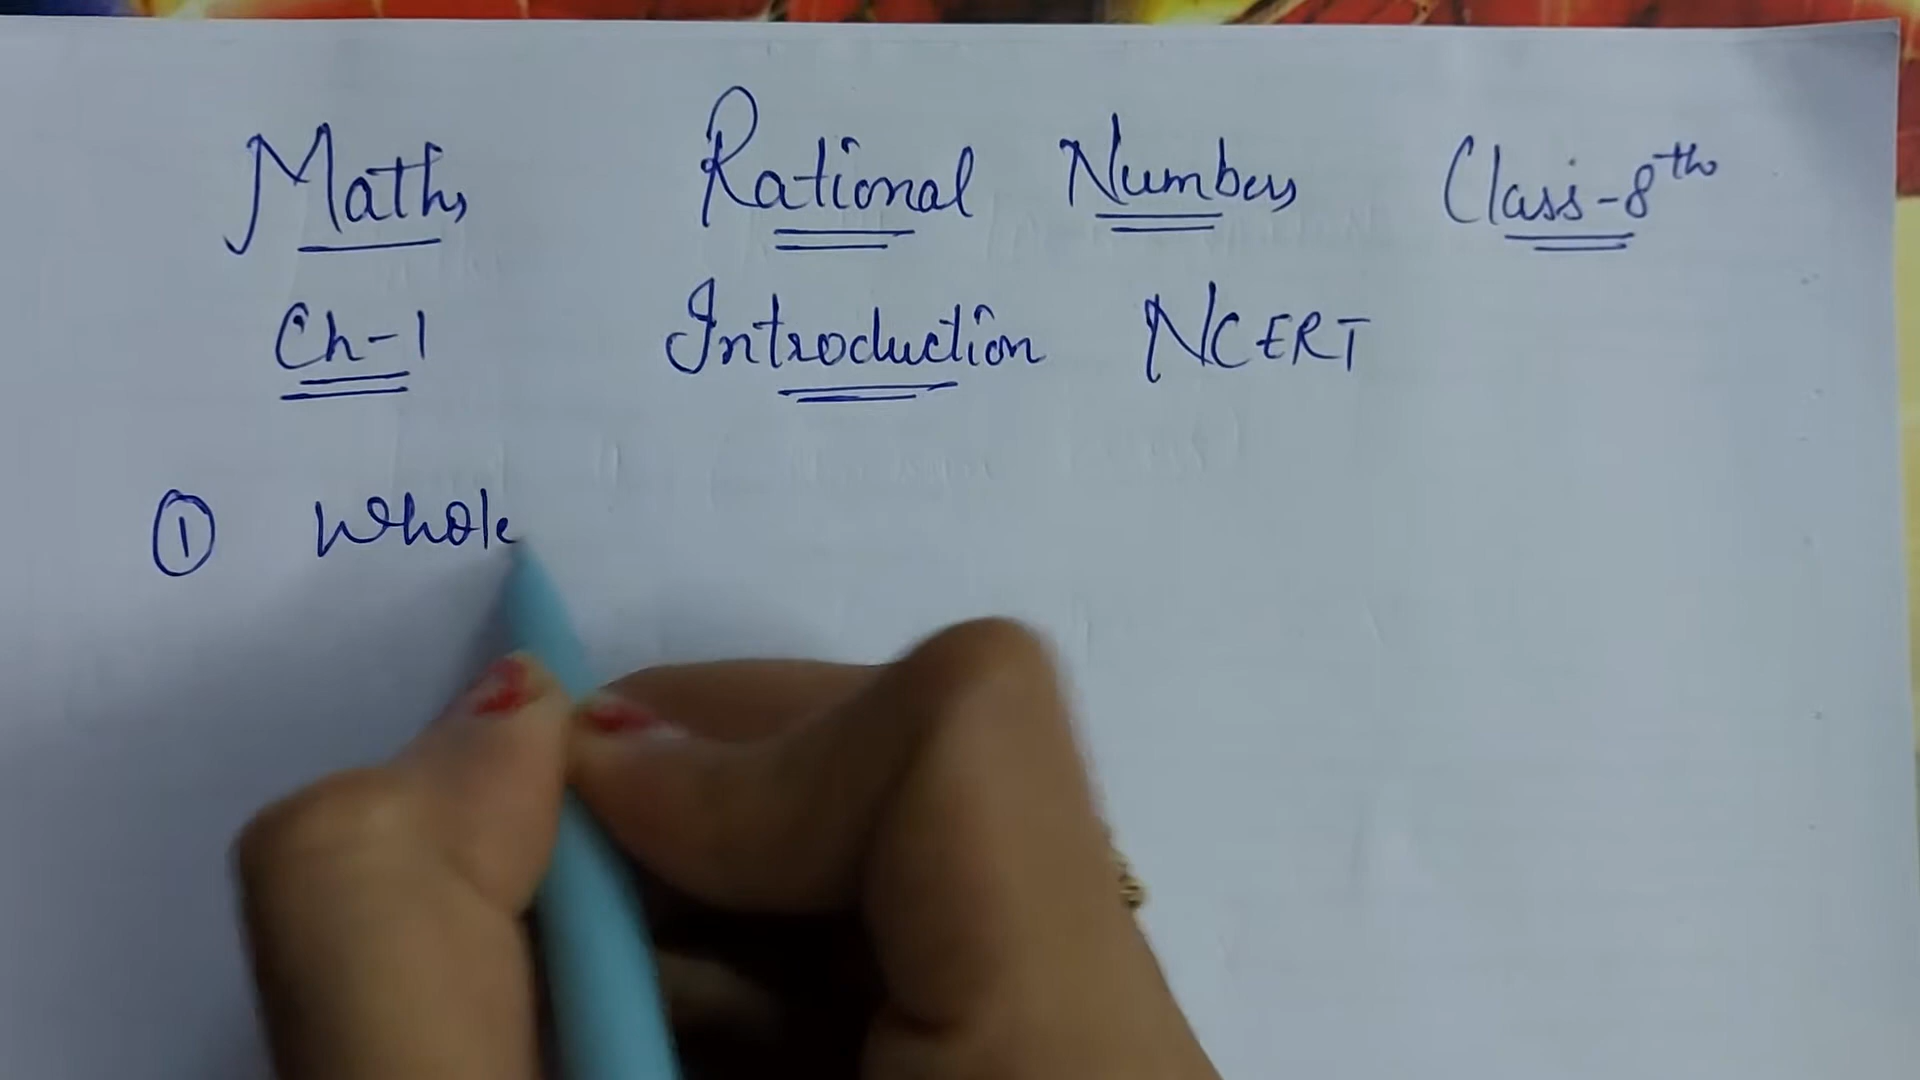 Maths Rational Numbers Class-8th
Ch-1 Introduction NCERT
① Whole